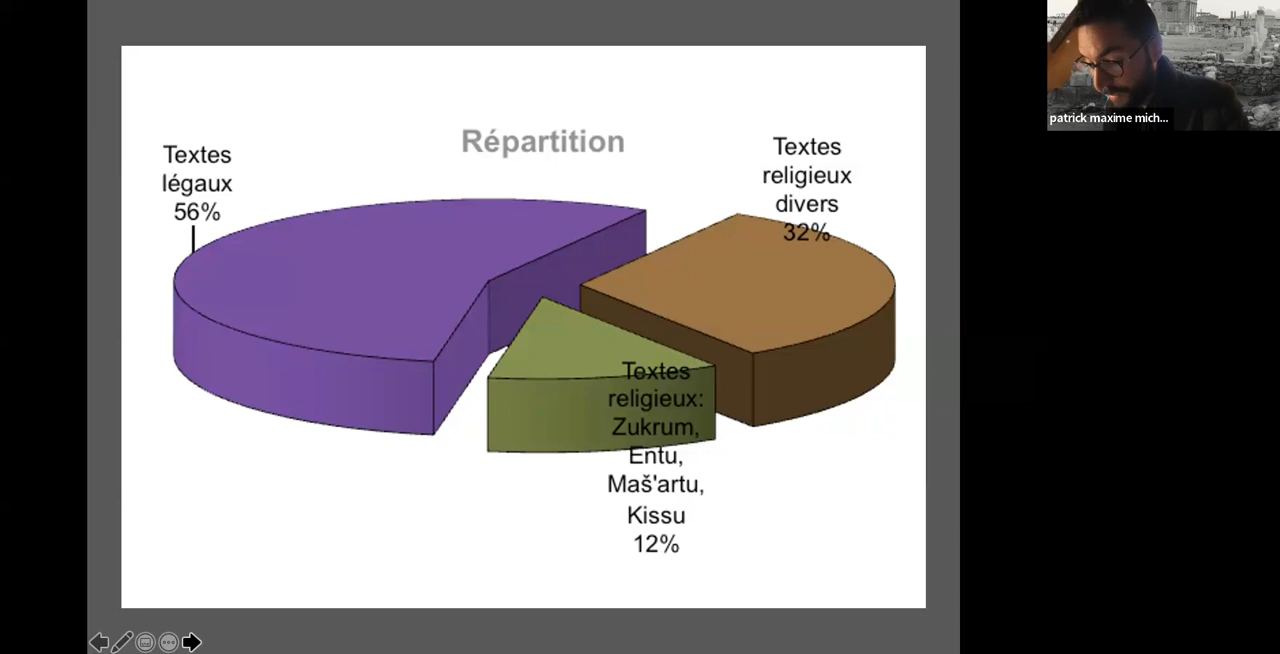 Répartition
Textes
légaux
56%
Textes
religieux
divers
32%
Textes
religieux:
Zukrum,
Entu,
Maš'artu,
Kissu
12%
patrick maxime mich...